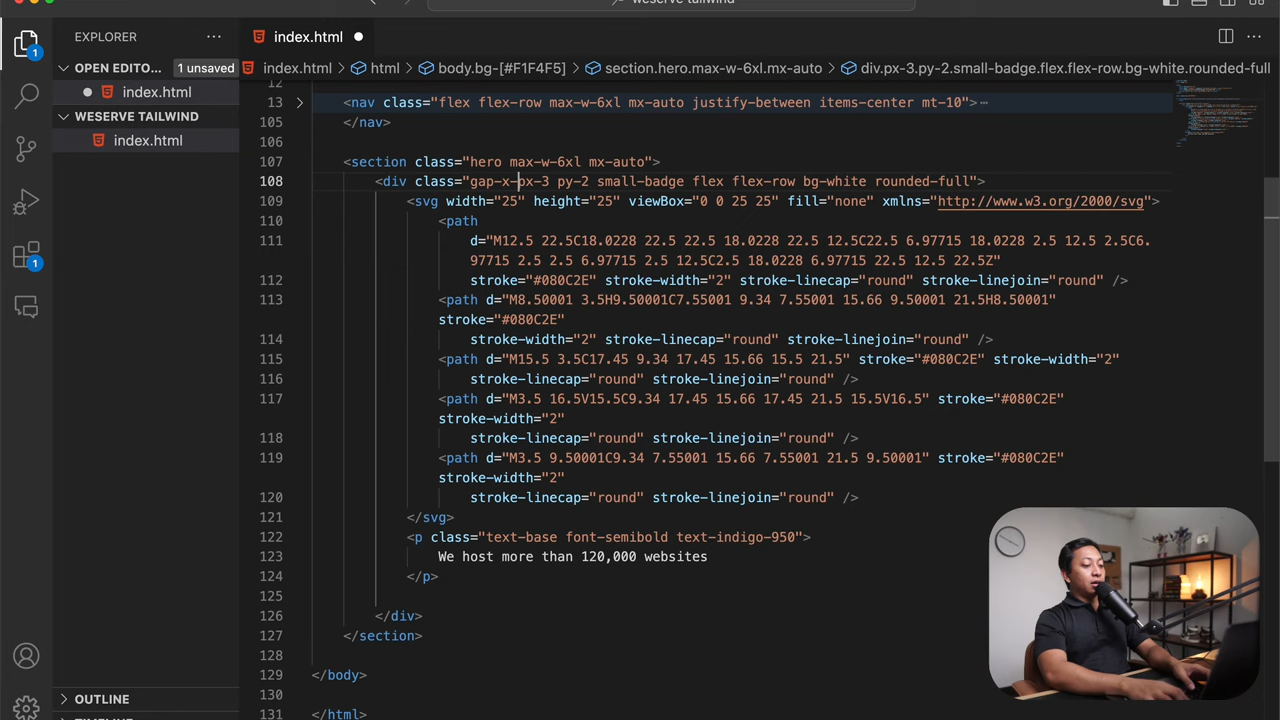 weserve tailwind
EXPLORER
index.html
OPEN EDITO...
1 unsaved
index.html > html > body.bg-[#F1F4F5] > section.hero.max-w-6xl.mx-auto > div.px-3.py-2.small-badge.flex.flex-row.bg-white.rounded-full
index.html
WESERVE TAILWIND
index.html
1
1
12
13 <nav class="flex flex-row max-w-6xl mx-auto justify-between items-center mt-10">⋯
105 </nav>
106
107 <section class="hero max-w-6xl mx-auto">
108 <div class="gap-x-px-3 py-2 small-badge flex flex-row bg-white rounded-full">
109 <svg width="25" height="25" viewBox="0 0 25 25" fill="none" xmlns="http://www.w3.org/2000/svg">
110 <path
111 d="M12.5 22.5C18.0228 22.5 22.5 18.0228 22.5 12.5C22.5 6.97715 18.0228 2.5 12.5 2.5C6.
97715 2.5 2.5 6.97715 2.5 12.5C2.5 18.0228 6.97715 22.5 12.5 22.5Z"
112 stroke="#080C2E" stroke-width="2" stroke-linecap="round" stroke-linejoin="round" />
113 <path d="M8.50001 3.5H9.50001C7.55001 9.34 7.55001 15.66 9.50001 21.5H8.50001"
stroke="#080C2E"
114 stroke-width="2" stroke-linecap="round" stroke-linejoin="round" />
115 <path d="M15.5 3.5C17.45 9.34 17.45 15.66 15.5 21.5" stroke="#080C2E" stroke-width="2"
116 stroke-linecap="round" stroke-linejoin="round" />
117 <path d="M3.5 16.5V15.5C9.34 17.45 15.66 17.45 21.5 15.5V16.5" stroke="#080C2E"
stroke-width="2"
118 stroke-linecap="round" stroke-linejoin="round" />
119 <path d="M3.5 9.50001C9.34 7.55001 15.66 7.55001 21.5 9.50001" stroke="#080C2E"
stroke-width="2"
120 stroke-linecap="round" stroke-linejoin="round" />
121 </svg>
122 <p class="text-base font-semibold text-indigo-950">
123 We host more than 120,000 websites
124 </p>
125
126 </div>
127 </section>
128
129 </body>
130
131 </html>
OUTLINE
TIMELINE